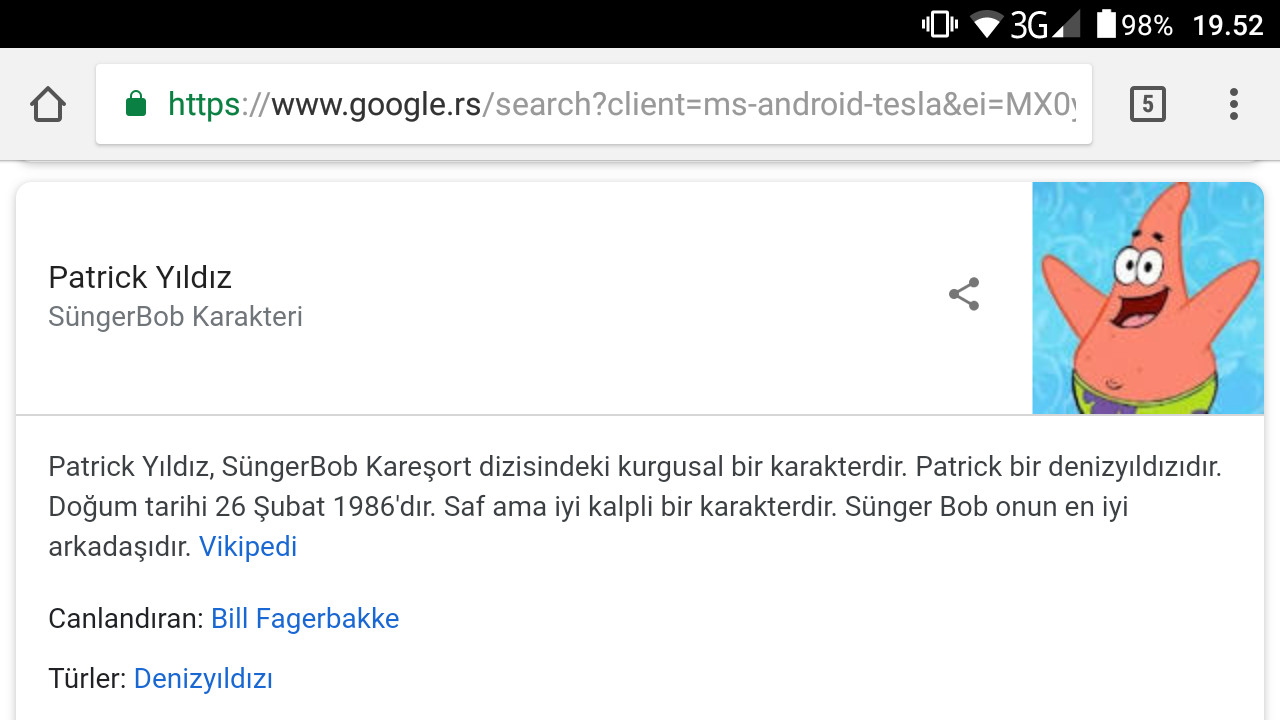 3G 98% 19.52
https://www.google.rs/search?client=ms-android-tesla&ei=MX0
5
Patrick Yıldız
SüngerBob Karakteri
Patrick Yıldız, SüngerBob Kareşort dizisindeki kurgusal bir karakterdir. Patrick bir denizyıldızıdır.
Doğum tarihi 26 Şubat 1986'dır. Saf ama iyi kalpli bir karakterdir. Sünger Bob onun en iyi
arkadaşıdır. Vikipedi
Canlandıran: Bill Fagerbakke
Türler: Denizyıldızı